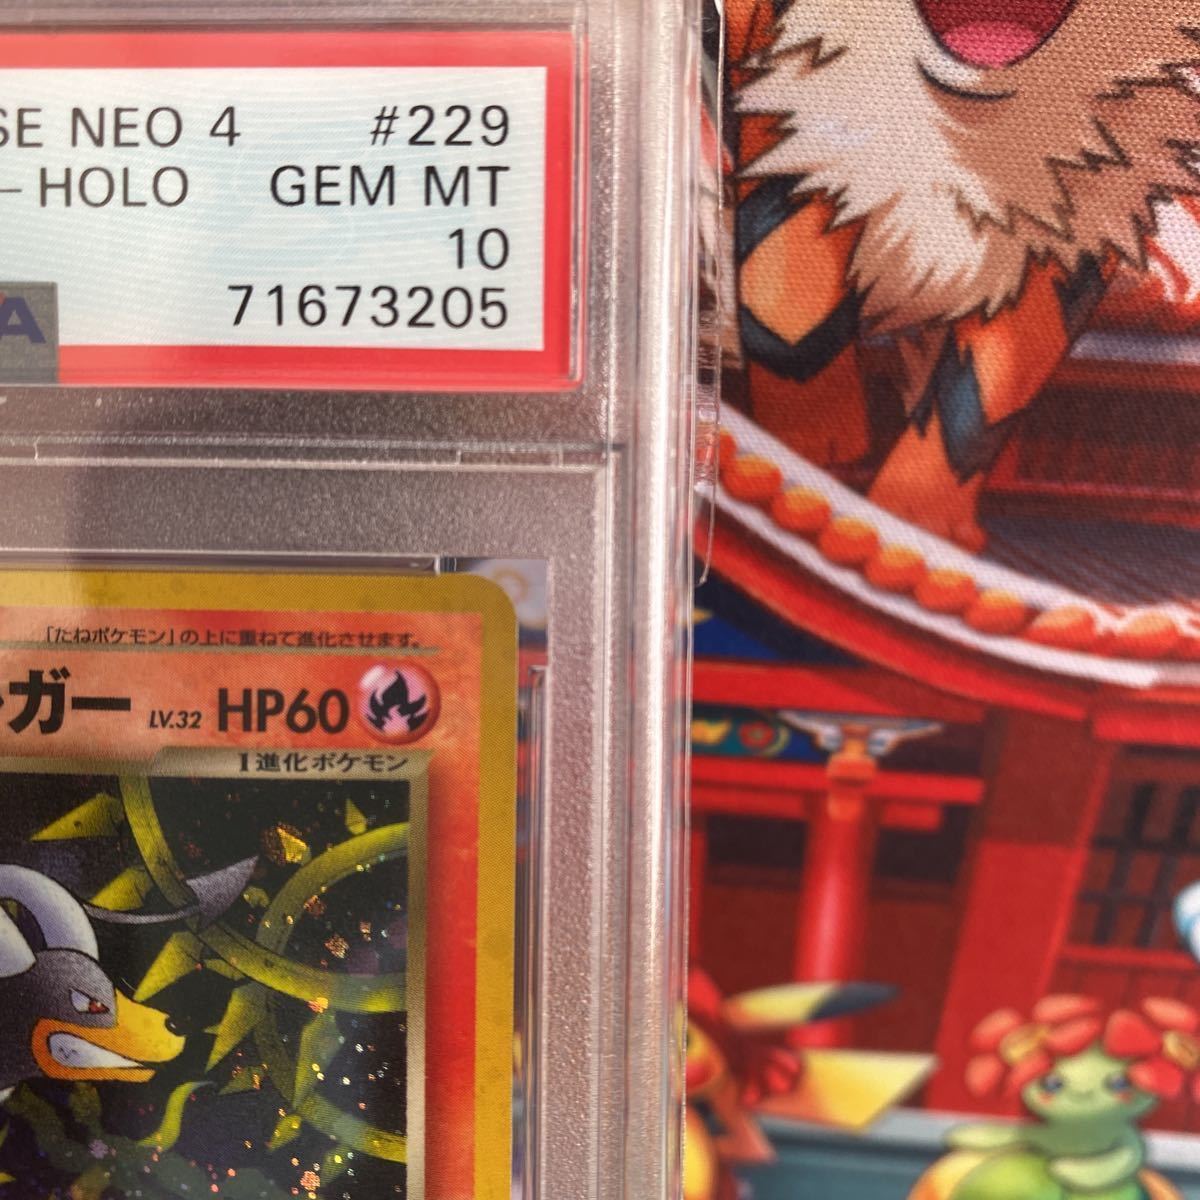 SE NEO 4 #229
- HOLO GEM MT
10
71673205
「たねポケモン」の上に重ねて進化させます。
ガー LV.32 HP60
I進化ポケモン